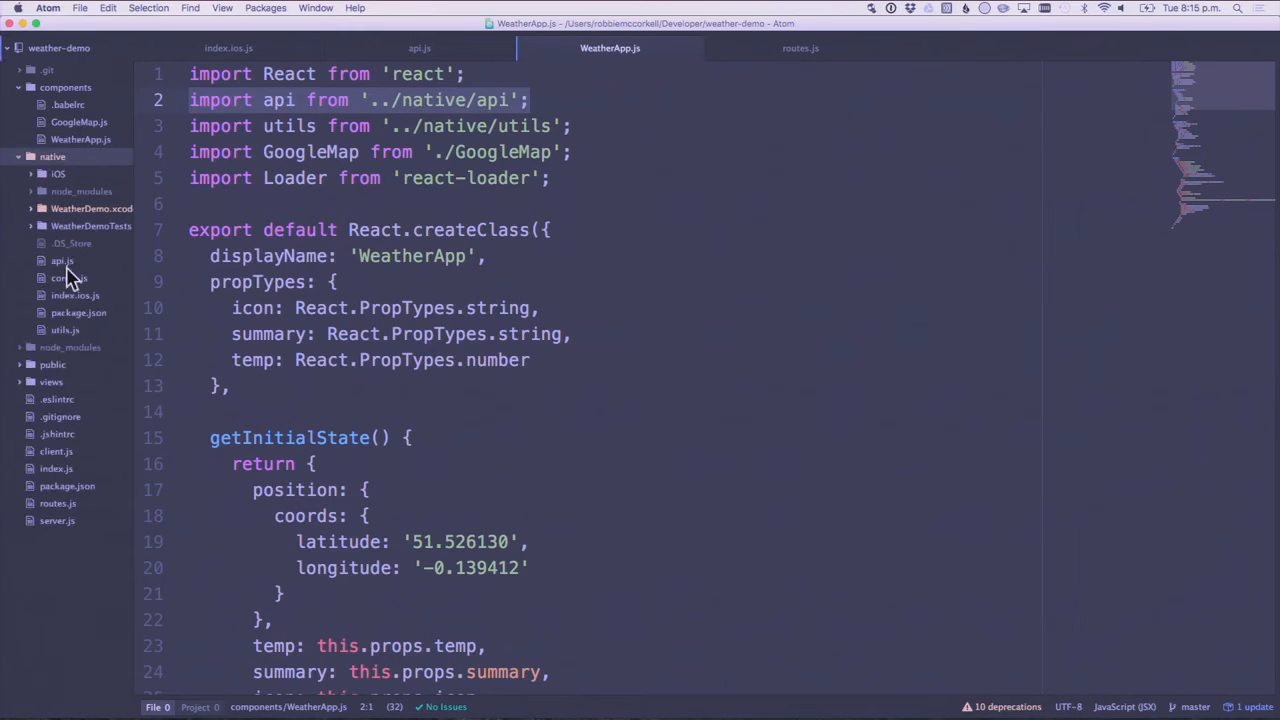 Atom File Edit View Selection Find View Packages Window Help Tue 8:15 p.m.
WeatherApp.js - /Users/robbiemccorkell/Developer/weather-demo - Atom
weather-demo
index.ios.js
api.js
WeatherApp.js
routes.js
.git
components
.babelrc
GoogleMap.js
WeatherApp.js
native
iOS
node_modules
WeatherDemo.xcod
WeatherDemoTests
.DS_Store
api.js
index.ios.js
package.json
utils.js
node_modules
public
views
.eslintrc
.gitignore
.jshintrc
client.js
index.js
package.json
routes.js
server.js
1 import React from 'react';
2 import api from '../native/api';
3 import utils from '../native/utils';
4 import GoogleMap from './GoogleMap';
5 import Loader from 'react-loader';
6
7 export default React.createClass({
8 displayName: 'WeatherApp',
9 propTypes: {
10 icon: React.PropTypes.string,
11 summary: React.PropTypes.string,
12 temp: React.PropTypes.number
13 },
14
15 getInitialState() {
16 return {
17 position: {
18 coords: {
19 latitude: '51.526130',
20 longitude: '-0.139412'
21 }
22 },
23 temp: this.props.temp,
24 summary: this.props.summary,
File 0 Project 0 components/WeatherApp.js 2:1 (32) No Issues 10 deprecations UTF-8 JavaScript (JSX) master 1 update